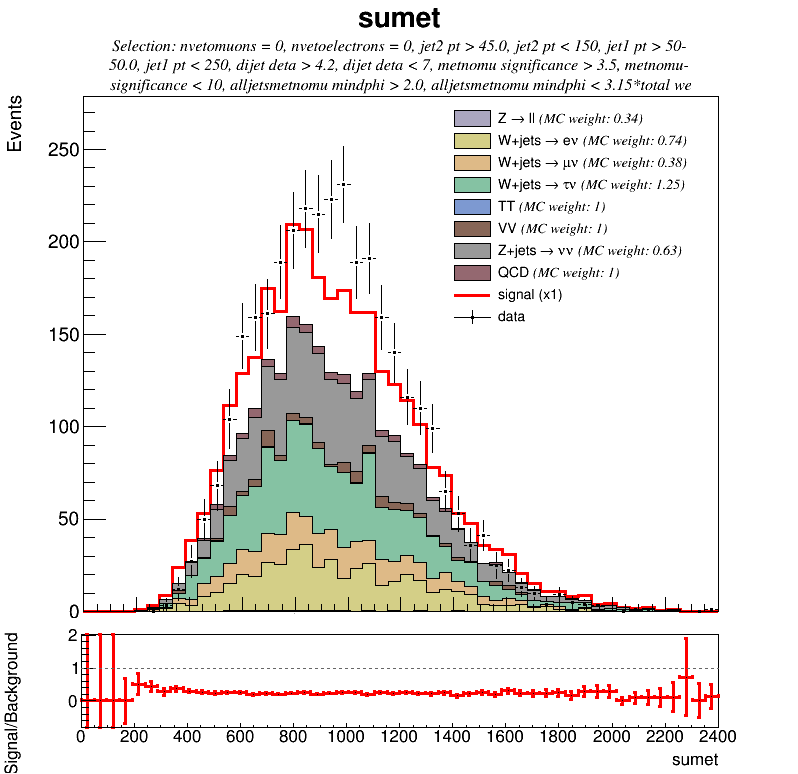 sumet
Selection: nvetomuons = 0, nvetoelectrons = 0, jet2 pt > 45.0, jet2 pt < 150, jet1 pt > 50-
50.0, jet1 pt < 250, dijet deta > 4.2, dijet deta < 7, metnomu significance > 3.5, metnomu-
significance < 10, alljetsmetnomu mindphi > 2.0, alljetsmetnomu mindphi < 3.15*total we
Events
250
200
150
100
50
0
Z → ll (MC weight: 0.34)
W+jets → eν (MC weight: 0.74)
W+jets → μν (MC weight: 0.38)
W+jets → τν (MC weight: 1.25)
TT (MC weight: 1)
VV (MC weight: 1)
Z+jets → νν (MC weight: 0.63)
QCD (MC weight: 1)
signal (x1)
data
Signal/Background
2
1
0
0 200 400 600 800 1000 1200 1400 1600 1800 2000 2200 2400
sumet